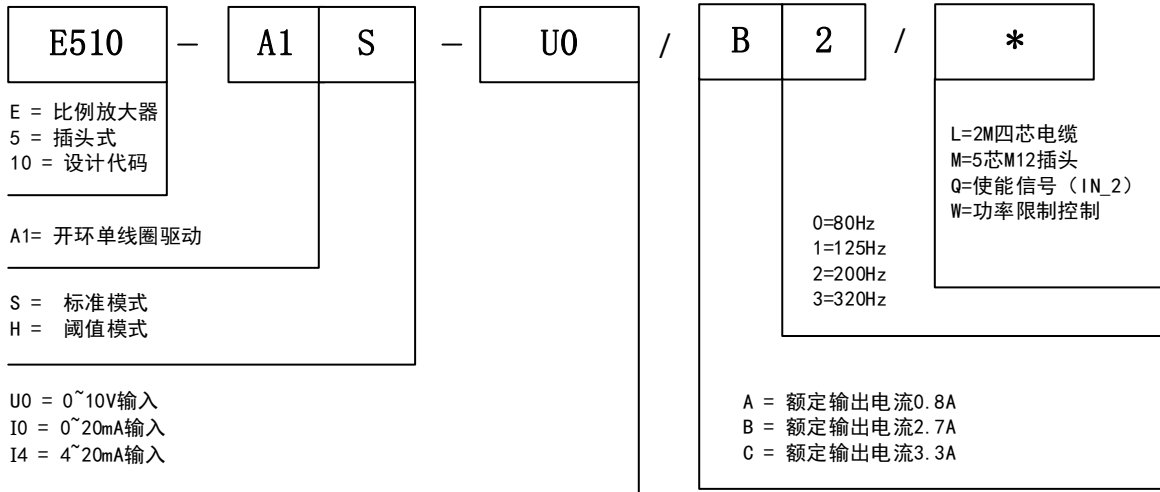 E510 - A1 S - U0 / B 2 / *
E = 比例放大器
5 = 插头式
10 = 设计代码
A1= 开环单线圈驱动
S = 标准模式
H = 阈值模式
U0 = 0~10V输入
I0 = 0~20mA输入
I4 = 4~20mA输入
A = 额定输出电流0.8A
B = 额定输出电流2.7A
C = 额定输出电流3.3A
0=80Hz
1=125Hz
2=200Hz
3=320Hz
L=2M四芯电缆
M=5芯M12插头
Q=使能信号（IN_2）
W=功率限制控制